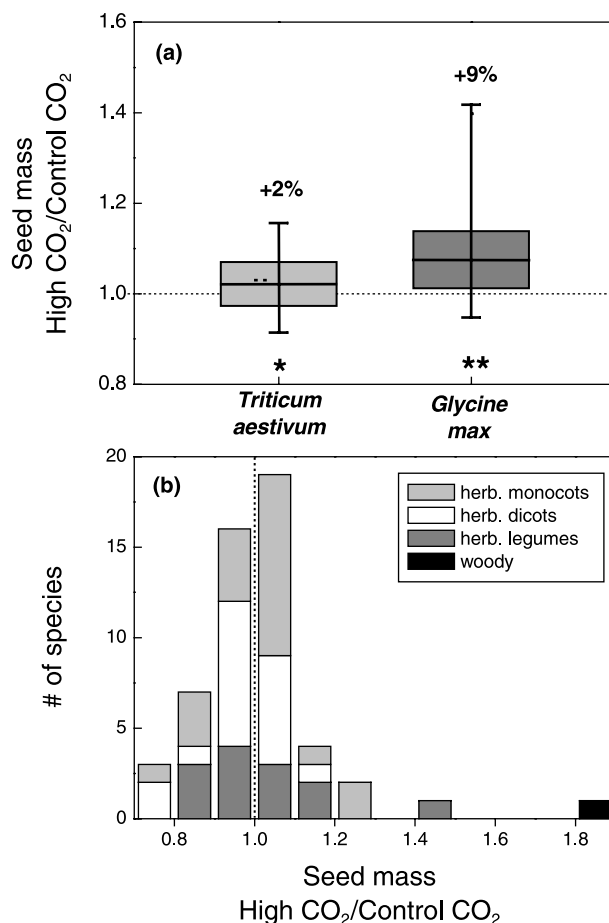 (a)
Seed mass
High CO₂/Control CO₂
1.6
1.4
1.2
1.0
0.8
+2%
+9%
*
**
Triticum
aestivum
Glycine
max
(b)
# of species
20
15
10
5
0
herb. monocots
herb. dicots
herb. legumes
woody
0.8
1.0
1.2
1.4
1.6
1.8
Seed mass
High CO₂/Control CO₂